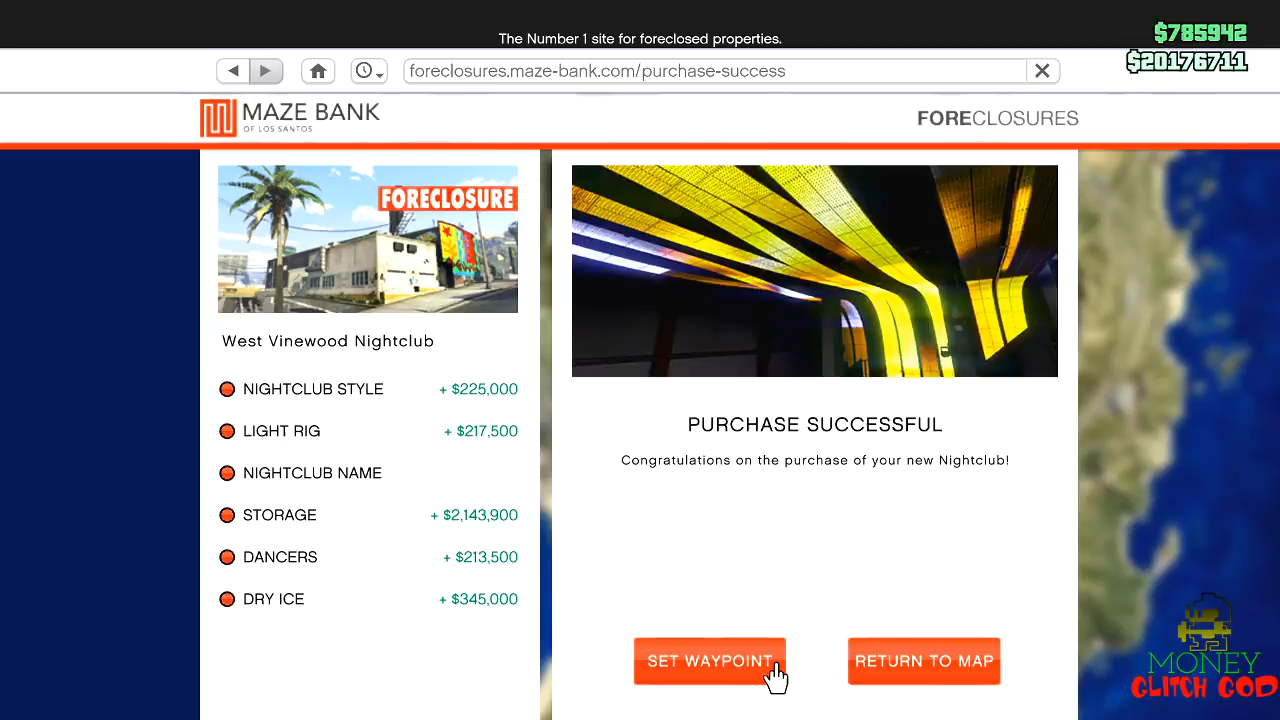 The Number 1 site for foreclosed properties.
$785942
$20176711
foreclosures.maze-bank.com/purchase-success
MAZE BANK
OF LOS SANTOS
FORECLOSURES
FORECLOSURE
West Vinewood Nightclub
NIGHTCLUB STYLE + $225,000
LIGHT RIG + $217,500
NIGHTCLUB NAME
STORAGE + $2,143,900
DANCERS + $213,500
DRY ICE + $345,000
PURCHASE SUCCESSFUL
Congratulations on the purchase of your new Nightclub!
SET WAYPOINT
RETURN TO MAP
MONEY
GLITCH GOD